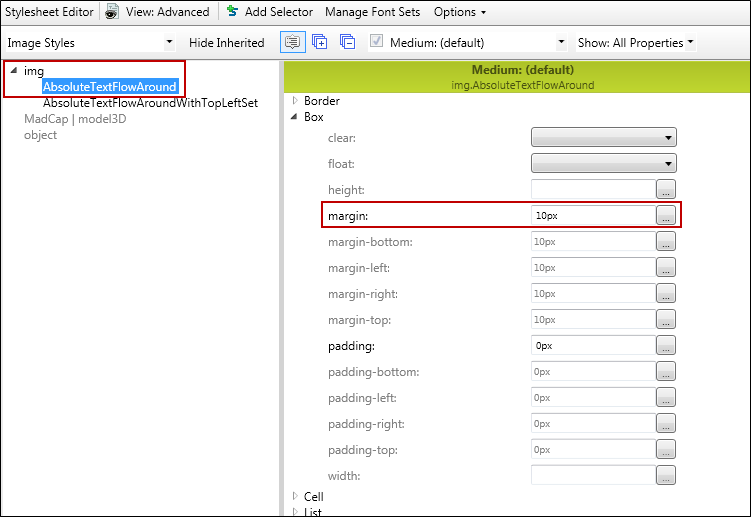 Stylesheet Editor View: Advanced Add Selector Manage Font Sets Options
Image Styles Hide Inherited Medium: (default) Show: All Properties
img
AbsoluteTextFlowAround
AbsoluteTextFlowAroundWithTopLeftSet
MadCap | model3D
object
Medium: (default)
img.AbsoluteTextFlowAround
Border
Box
clear:
float:
height: ...
margin: 10px ...
margin-bottom: 10px ...
margin-left: 10px ...
margin-right: 10px ...
margin-top: 10px ...
padding: 0px ...
padding-bottom: 0px ...
padding-left: 0px ...
padding-right: 0px ...
padding-top: 0px ...
width: ...
Cell
List